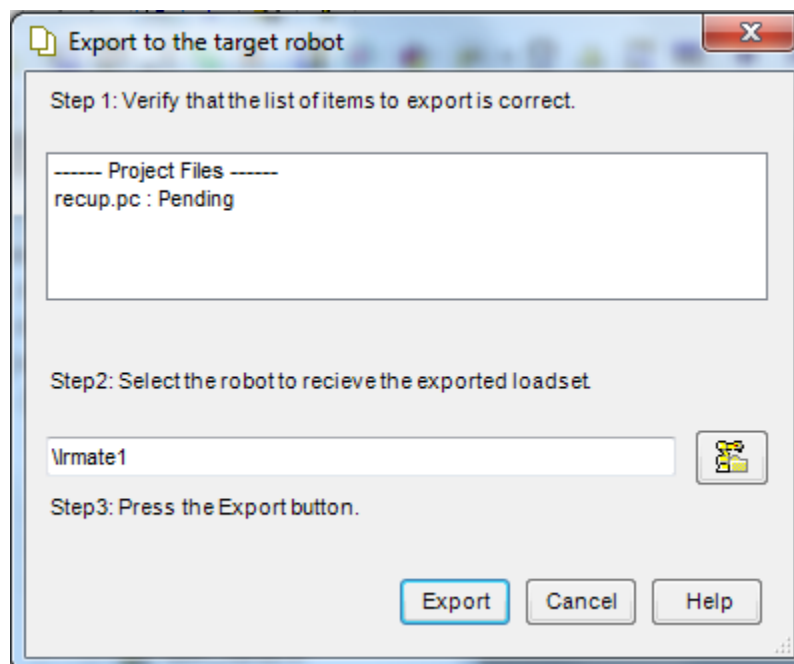 Export to the target robot
Step 1: Verify that the list of items to export is correct.
------ Project Files ------
recup.pc : Pending
Step2: Select the robot to recieve the exported loadset.
\lrmate1
Step3: Press the Export button.
Export Cancel Help